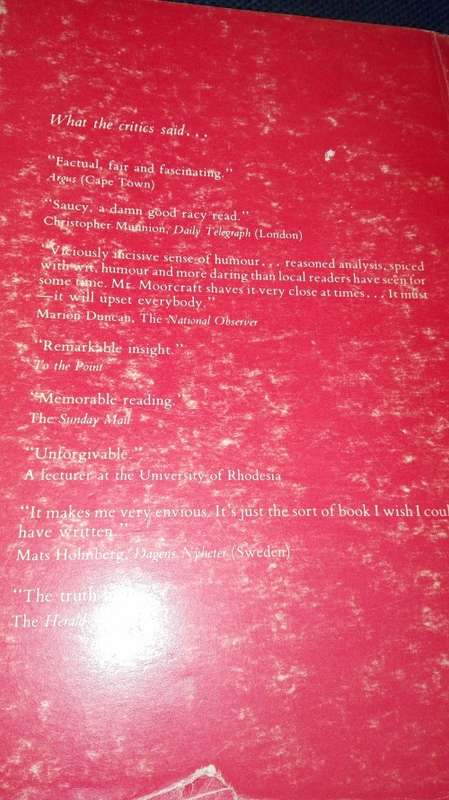 What the critics said...
"Factual, fair and fascinating."
Argus (Cape Town)
"Saucy, a damn good racy read."
Christopher Munnion, Daily Telegraph (London)
"Viciously incisive sense of humour... reasoned analysis, spiced
with wit, humour and more daring than local readers have seen for
some time. Mr. Moorcraft shaves it very close at times... It must
—it will upset everybody."
Marion Duncan, The National Observer
"Remarkable insight."
To the Point
"Memorable reading.
The Sunday Mail
"Unforgivable."
A lecturer at the University of Rhodesia
"It makes me very envious. It's just the sort of book I wish I coul
have written."
Mats Holmberg, Dagens Nyheter (Sweden)
"The truth
The Herald